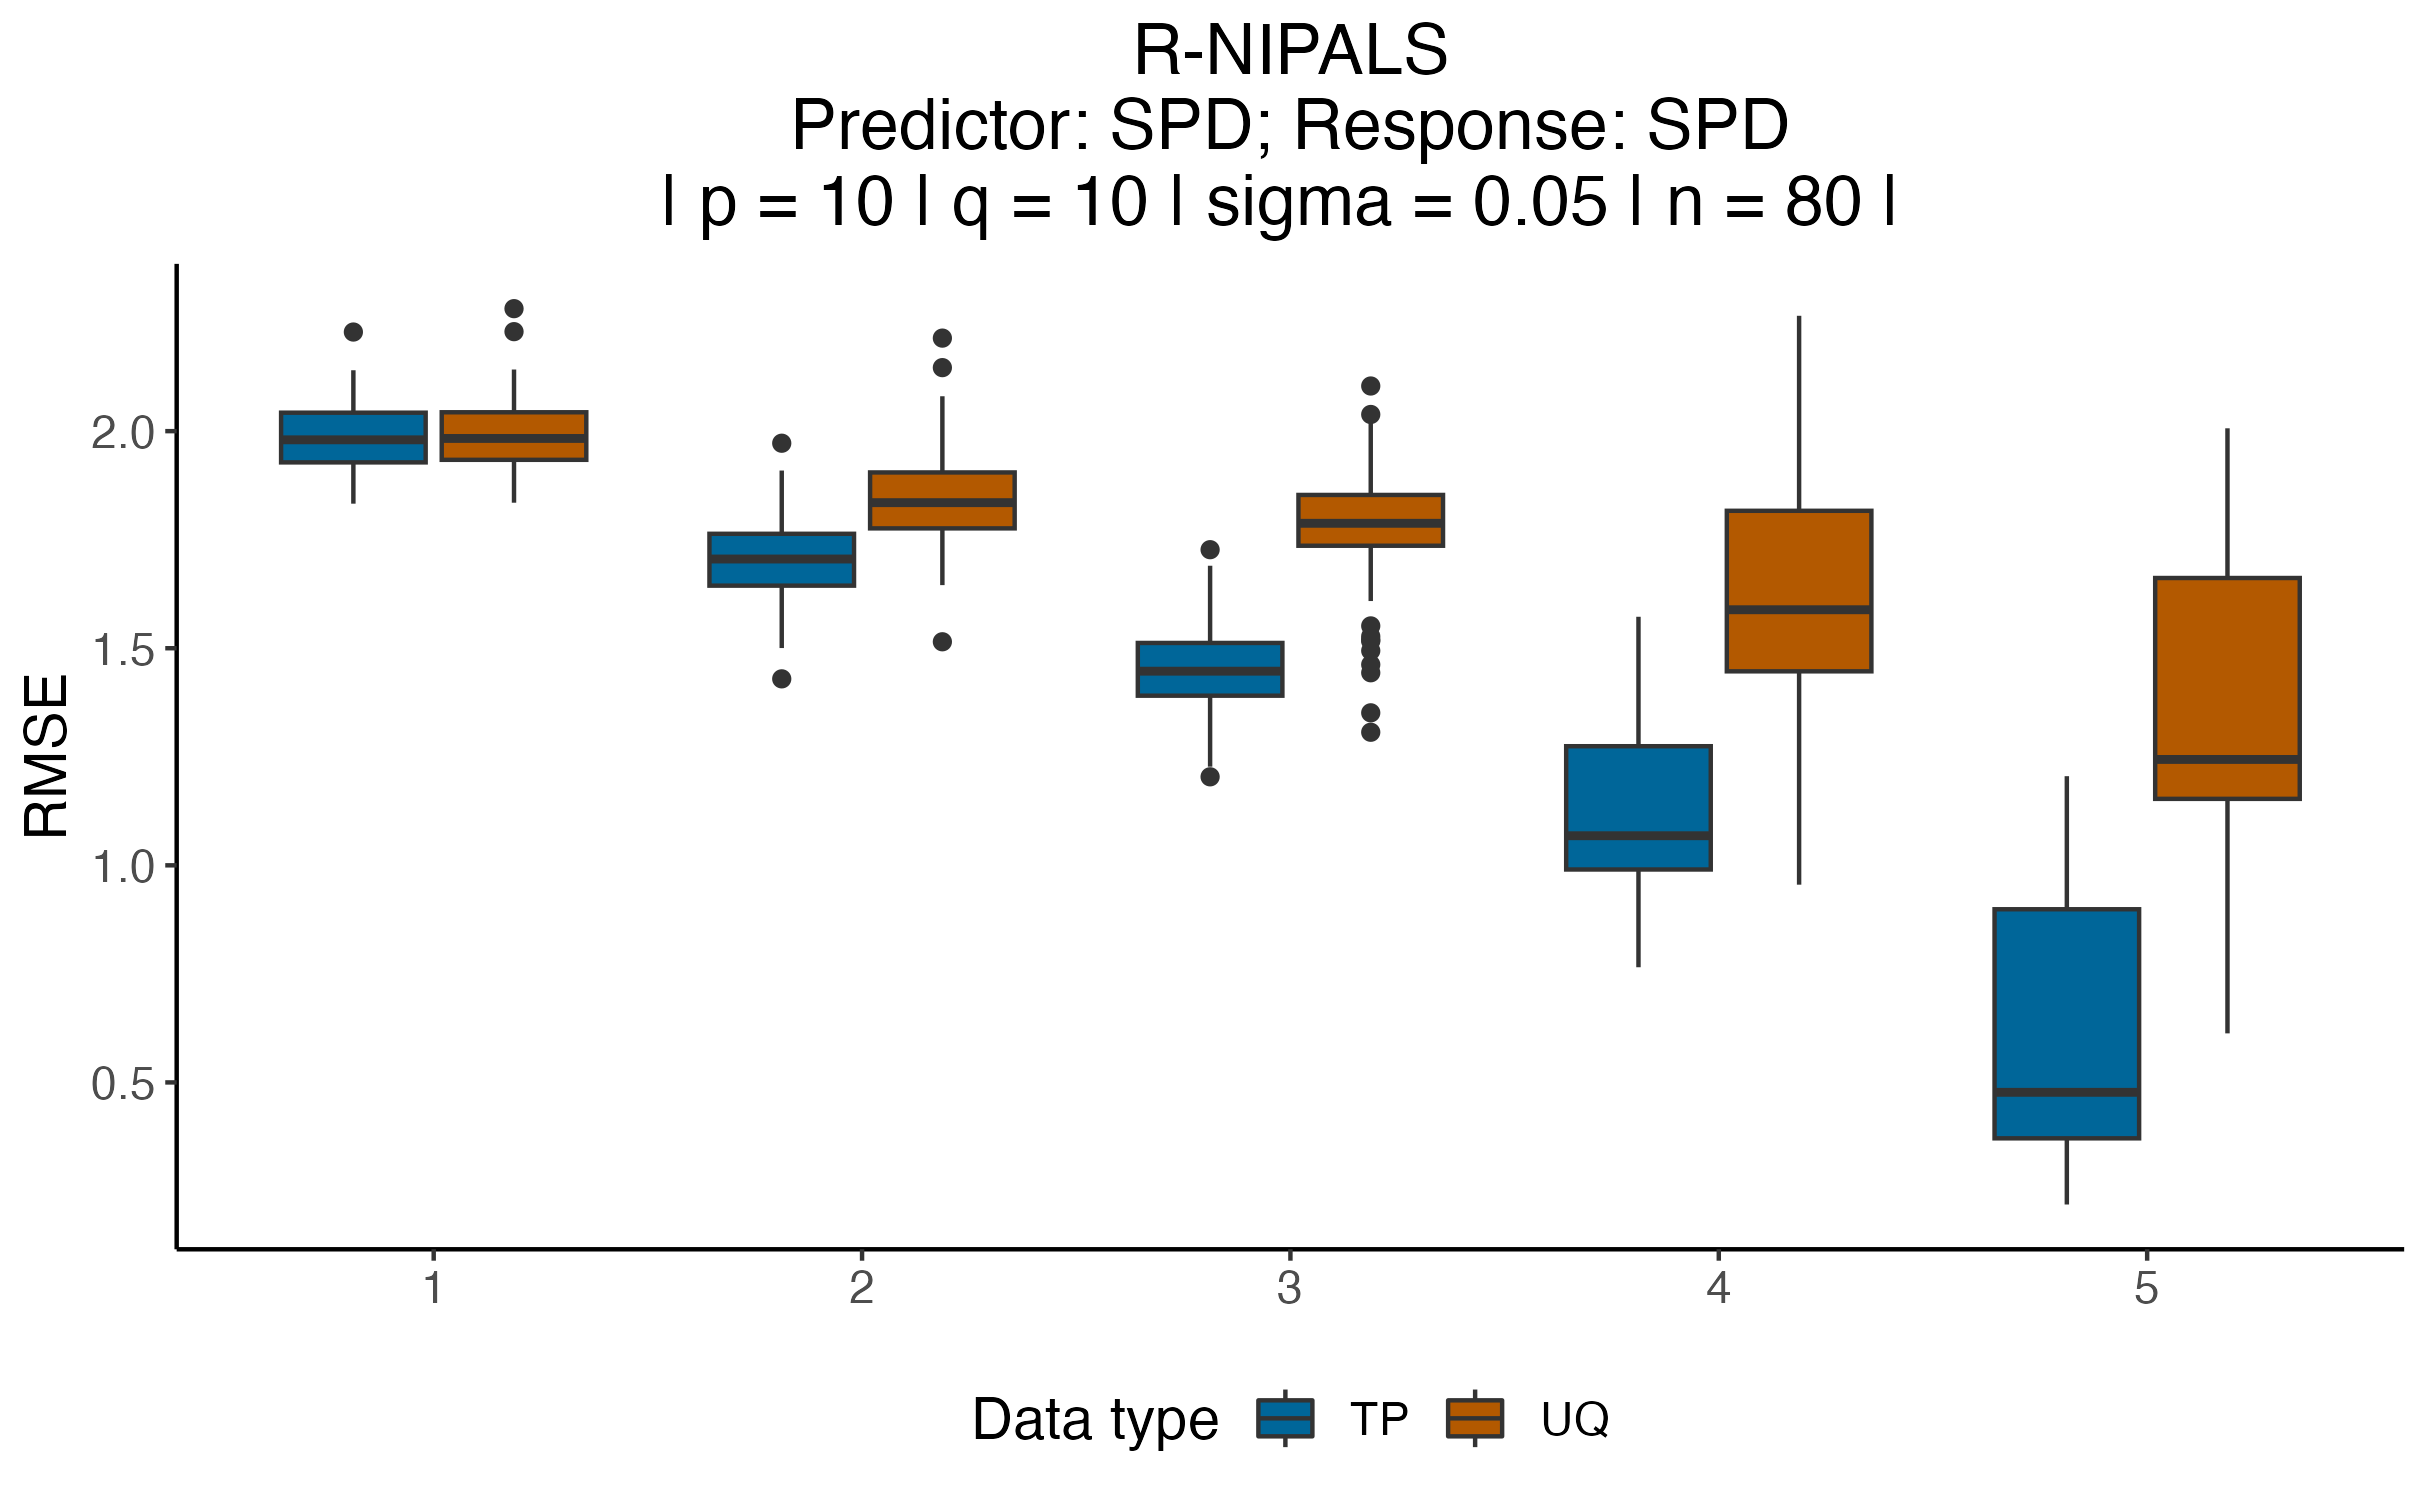 R-NIPALS
Predictor: SPD; Response: SPD
| p = 10 | q = 10 | sigma = 0.05 | n = 80 |
RMSE
2.0
1.5
1.0
0.5
1 2 3 4 5
Data type TP UQ